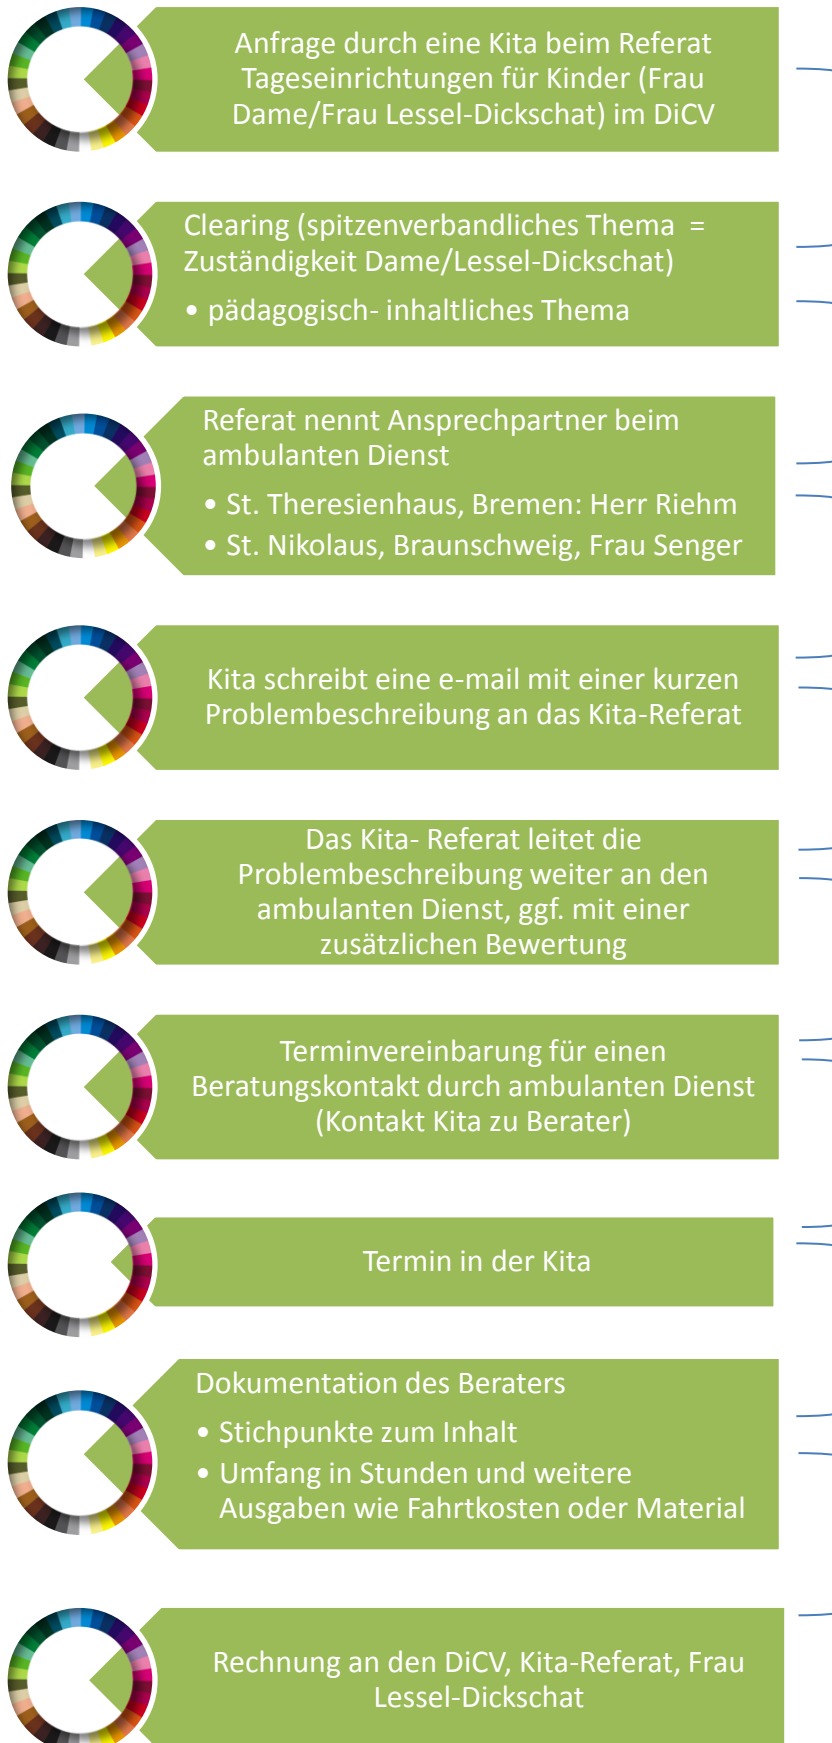 Anfrage durch eine Kita beim Referat
Tageseinrichtungen für Kinder (Frau
Dame/Frau Lessel-Dickschat) im DiCV
Clearing (spitzenverbandliches Thema =
Zuständigkeit Dame/Lessel-Dickschat)
• pädagogisch- inhaltliches Thema
Referat nennt Ansprechpartner beim
ambulanten Dienst
• St. Theresienhaus, Bremen: Herr Riehm
• St. Nikolaus, Braunschweig, Frau Senger
Kita schreibt eine e-mail mit einer kurzen
Problembeschreibung an das Kita-Referat
Das Kita- Referat leitet die
Problembeschreibung weiter an den
ambulanten Dienst, ggf. mit einer
zusätzlichen Bewertung
Terminvereinbarung für einen
Beratungskontakt durch ambulanten Dienst
(Kontakt Kita zu Berater)
Termin in der Kita
Dokumentation des Beraters
• Stichpunkte zum Inhalt
• Umfang in Stunden und weitere
Ausgaben wie Fahrtkosten oder Material
Rechnung an den DiCV, Kita-Referat, Frau
Lessel-Dickschat